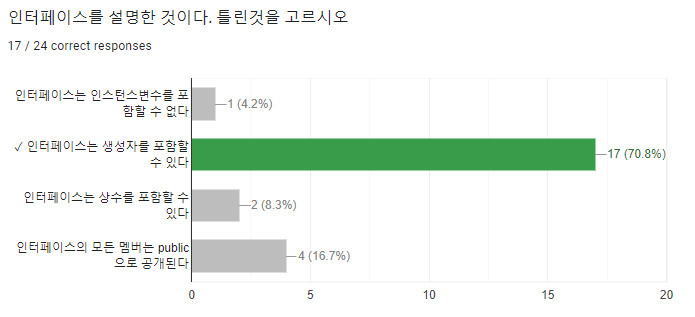 인터페이스를 설명한 것이다. 틀린것을 고르시오
17 / 24 correct responses
인터페이스는 인스턴스변수를 포
함할 수 없다
1 (4.2%)
✓ 인터페이스는 생성자를 포함할
수 있다
17 (70.8%)
인터페이스는 상수를 포함할 수
있다
2 (8.3%)
인터페이스의 모든 멤버는 public
으로 공개된다
4 (16.7%)
0 5 10 15 20